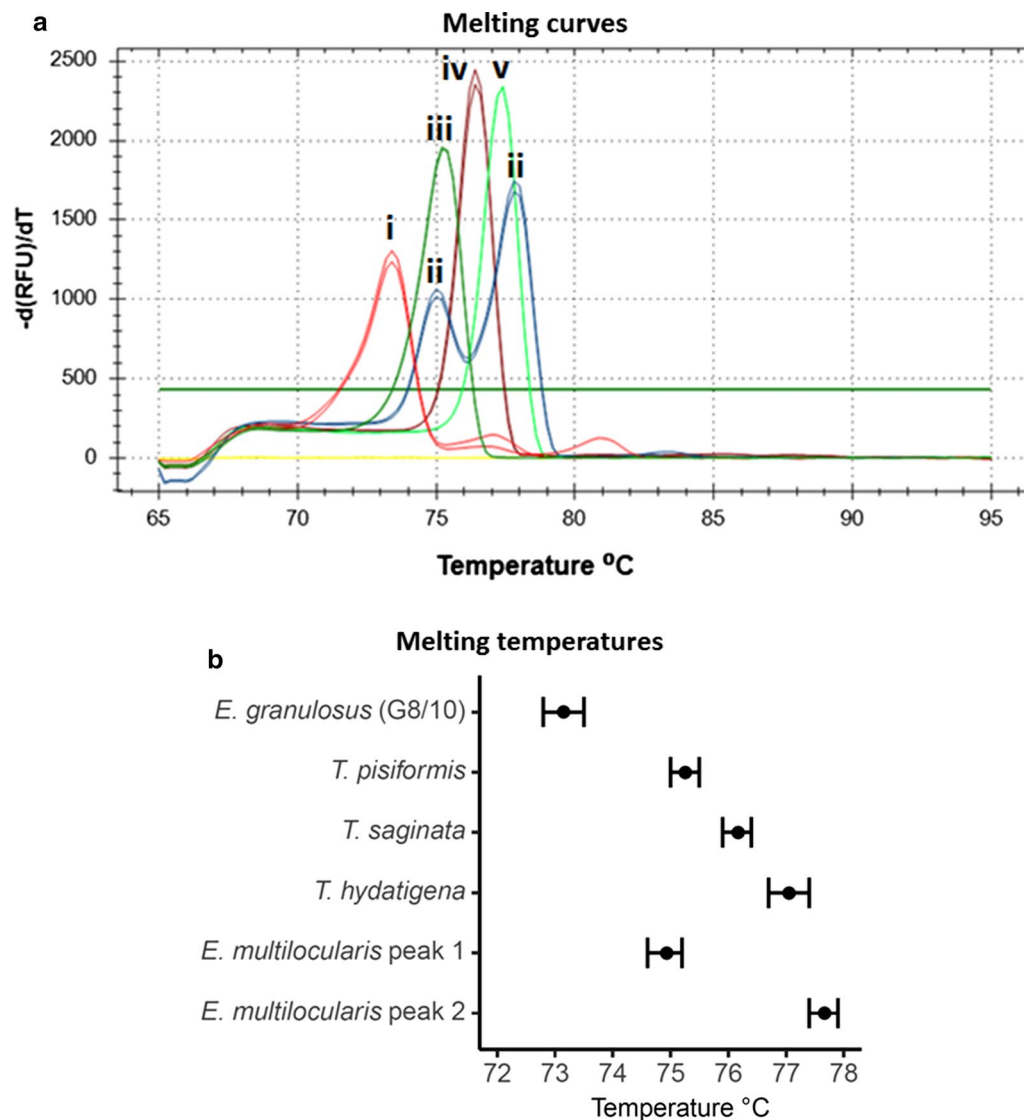 a
Melting curves
2500
2000
1500
1000
500
0
-d(RFU)/dT
i
ii
iii
iv
v
ii
65 70 75 80 85 90 95
Temperature ⁰C
Melting temperatures
b
E. granulosus (G8/10)
T. pisiformis
T. saginata
T. hydatigena
E. multilocularis peak 1
E. multilocularis peak 2
72 73 74 75 76 77 78
Temperature °C